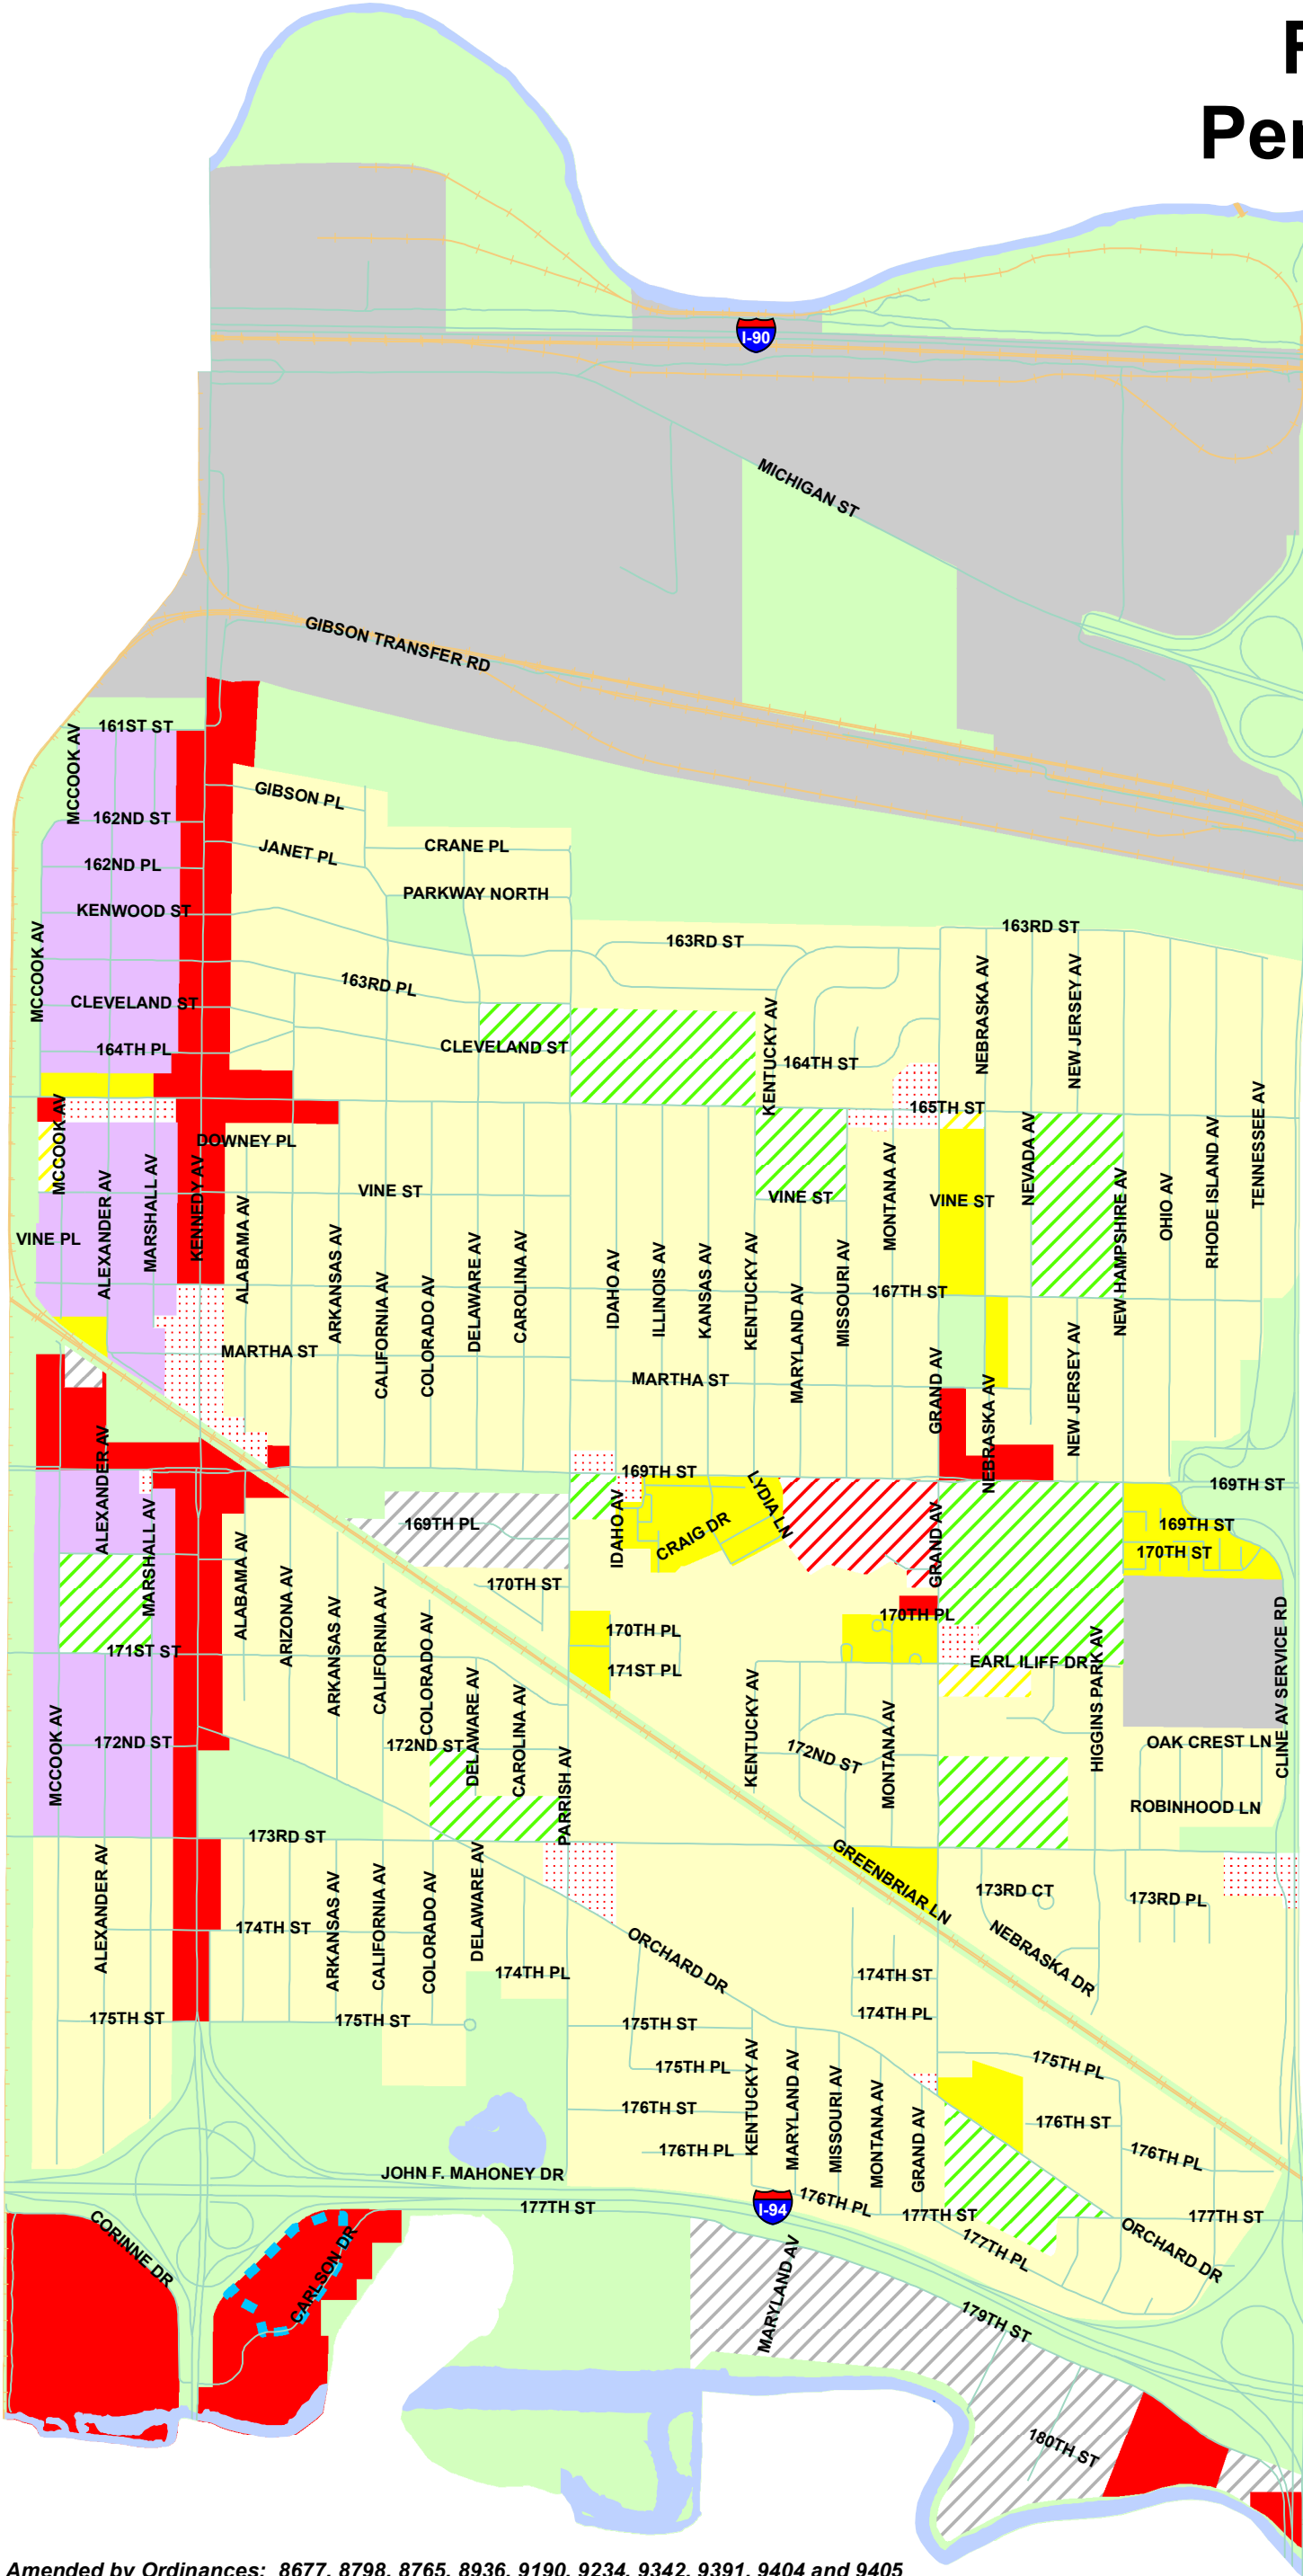 F
Per
I-90
MICHIGAN ST
GIBSON TRANSFER RD
161ST ST
MCCOOK AV
GIBSON PL
162ND ST
JANET PL
CRANE PL
162ND PL
PARKWAY NORTH
KENWOOD ST
163RD ST
163RD ST
MCCOOK AV
163RD PL
NEBRASKA AV
NEW JERSEY AV
CLEVELAND ST
KENTUCKY AV
CLEVELAND ST
164TH PL
164TH ST
165TH ST
MCCOOK AV
TENNESSEE AV
DOWNEY PL
NEVADA AV
RHODE ISLAND AV
VINE ST
VINE ST
VINE ST
MONTANA AV
ALEXANDER AV
MARSHALL AV
KENNEDY AV
ALABAMA AV
VINE PL
NEW HAMPSHIRE AV
OHIO AV
ARKANSAS AV
CALIFORNIA AV
COLORADO AV
DELAWARE AV
CAROLINA AV
IDAHO AV
ILLINOIS AV
KANSAS AV
KENTUCKY AV
MARYLAND AV
MISSOURI AV
167TH ST
MARTHA ST
MARTHA ST
GRAND AV
NEBRASKA AV
NEW JERSEY AV
169TH ST
169TH ST
ALEXANDER AV
MARSHALL AV
169TH PL
IDAHO AV
CRAIG DR
LYDIA LN
GRAND AV
169TH ST
170TH ST
ALABAMA AV
ARIZONA AV
ARKANSAS AV
CALIFORNIA AV
COLORADO AV
170TH ST
170TH PL
170TH PL
171ST ST
171ST PL
EARL ILIFF DR
HIGGINS PARK AV
CLINE AV SERVICE RD
MCCOOK AV
DELAWARE AV
CAROLINA AV
KENTUCKY AV
MONTANA AV
172ND ST
172ND ST
172ND ST
OAK CREST LN
PARRISH AV
ROBINHOOD LN
173RD ST
ALEXANDER AV
ARKANSAS AV
CALIFORNIA AV
COLORADO AV
DELAWARE AV
GREENBRIAR LN
173RD CT
173RD PL
174TH ST
NEBRASKA DR
ORCHARD DR
174TH PL
174TH ST
174TH PL
175TH ST
175TH ST
175TH ST
175TH PL
175TH PL
KENTUCKY AV
MARYLAND AV
MISSOURI AV
MONTANA AV
GRAND AV
176TH ST
176TH ST
176TH PL
176TH PL
JOHN F. MAHONEY DR
177TH ST
I-94
176TH PL
177TH ST
177TH ST
CORINNE DR
CARLSON DR
177TH PL
ORCHARD DR
MARYLAND AV
179TH ST
180TH ST
Amended by Ordinances: 8677, 8798, 8765, 8936, 9190, 9234, 9342, 9391, 9404 and 9405